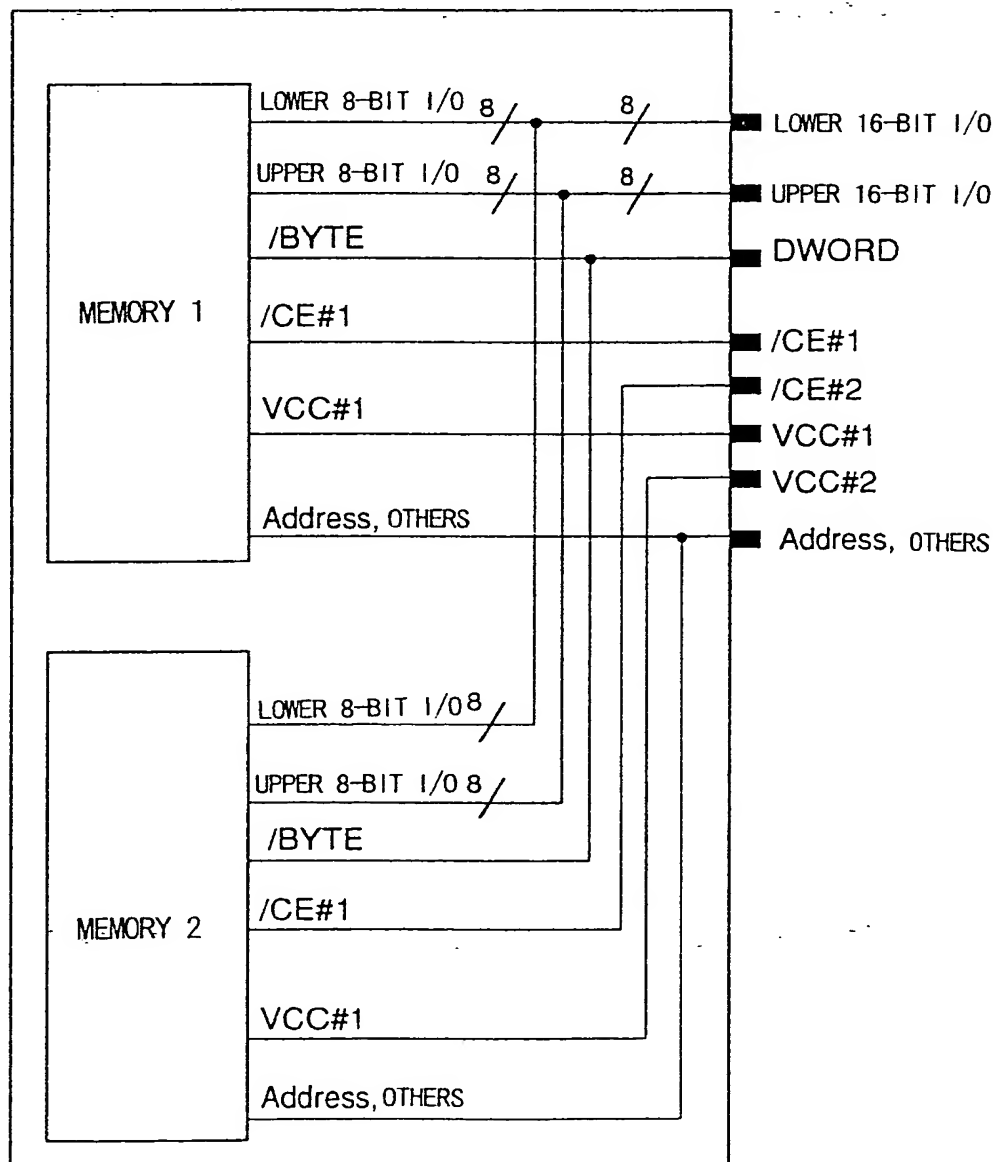 LOWER 8-BIT I/O 8 8 LOWER 16-BIT I/O
UPPER 8-BIT I/O 8 8 UPPER 16-BIT I/O
/BYTE DWORD
MEMORY 1
/CE#1 /CE#1
/CE#2
VCC#1 VCC#1
VCC#2
Address, OTHERS Address, OTHERS
LOWER 8-BIT I/O 8
UPPER 8-BIT I/O 8
/BYTE
MEMORY 2
/CE#1
VCC#1
Address, OTHERS